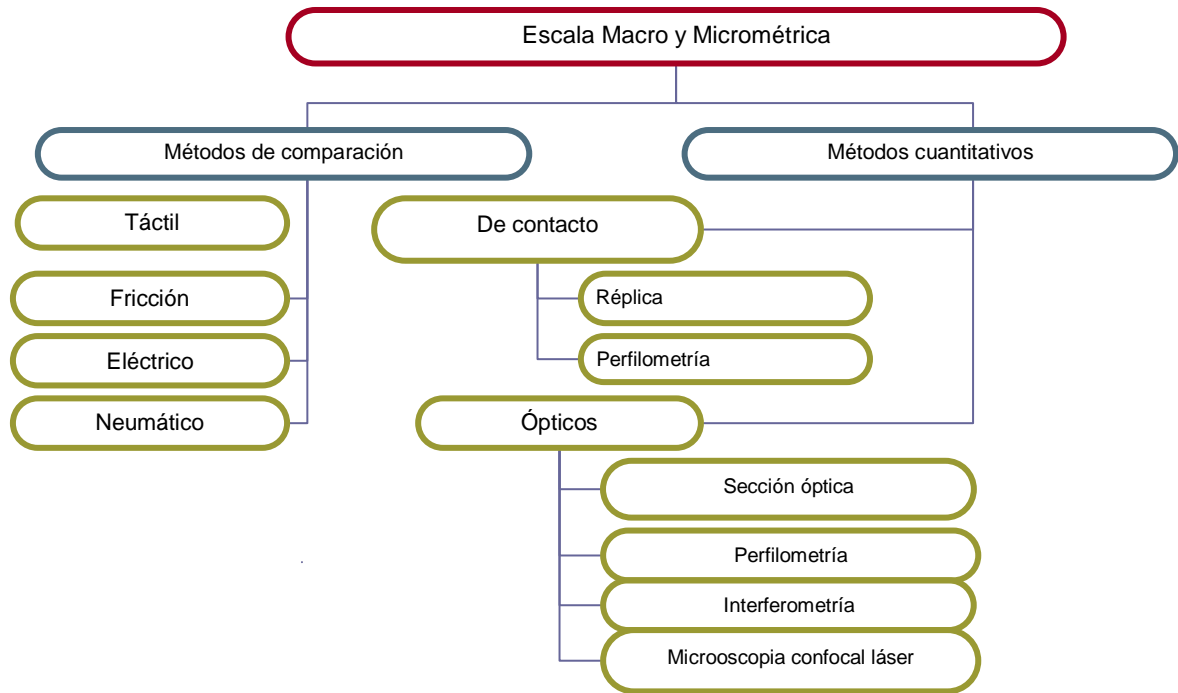 Escala Macro y Micrométrica
Métodos de comparación
Métodos cuantitativos
Táctil
Fricción
Eléctrico
Neumático
De contacto
Réplica
Perfilometría
Ópticos
Sección óptica
Perfilometría
Interferometría
Microoscopia confocal láser